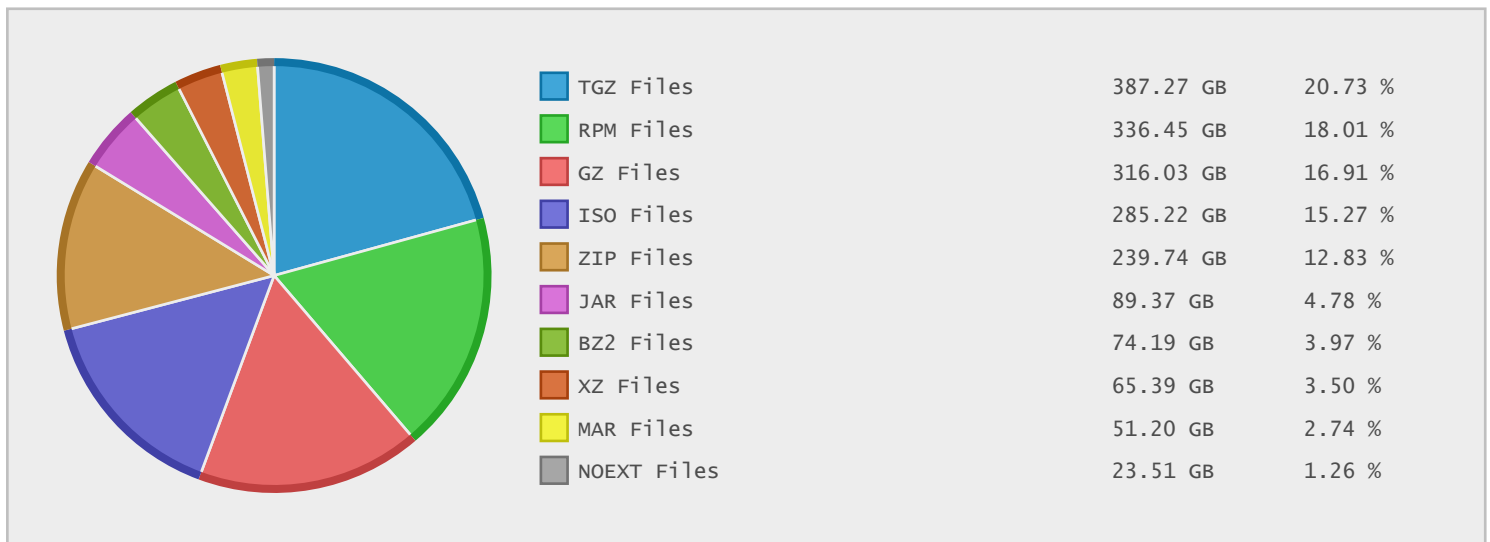 TGZ Files 387.27 GB 20.73 %
RPM Files 336.45 GB 18.01 %
GZ Files 316.03 GB 16.91 %
ISO Files 285.22 GB 15.27 %
ZIP Files 239.74 GB 12.83 %
JAR Files 89.37 GB 4.78 %
BZ2 Files 74.19 GB 3.97 %
XZ Files 65.39 GB 3.50 %
MAR Files 51.20 GB 2.74 %
NOEXT Files 23.51 GB 1.26 %